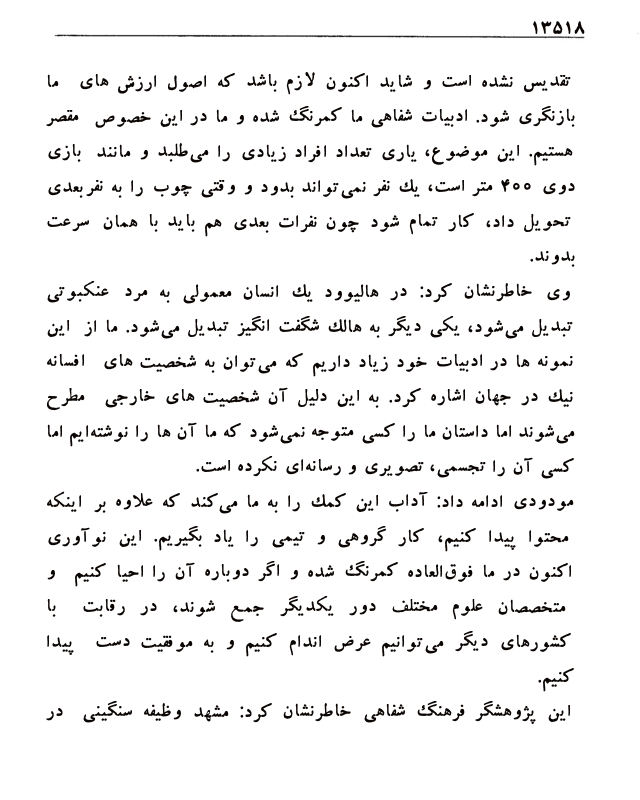 ۱۳۵۱۸
تقدیس نشده است و شاید اکنون لازم باشد که اصول ارزش های ما
بازنگری شود. ادبیات شفاهی ما کمرنگ شده و ما در این خصوص مقصر
هستیم. این موضوع، یاری تعداد افراد زیادی را می‌طلبد و مانند بازی
دوی ۴۰۰ متر است، یك نفر نمی‌تواند بدود و وقتی چوب را به نفربعدی
تحویل داد، کار تمام شود چون نفرات بعدی هم باید با همان سرعت
بدوند.
وی خاطرنشان کرد: در هالیوود یك انسان معمولی به مرد عنکبوتی
تبدیل می‌شود، یکی دیگر به هالك شگفت انگیز تبدیل می‌شود. ما از این
نمونه ها در ادبیات خود زیاد داریم که می‌توان به شخصیت های افسانه
نیك در جهان اشاره کرد. به این دلیل آن شخصیت های خارجی مطرح
می‌شوند اما داستان ما را کسی متوجه نمی‌شود که ما آن ها را نوشته‌ایم اما
کسی آن را تجسمی، تصویری و رسانه‌ای نکرده است.
مودودی ادامه داد: آداب این کمك را به ما می‌کند که علاوه بر اینکه
محتوا پیدا کنیم، کار گروهی و تیمی را یاد بگیریم. این نوآوری
اکنون در ما فوق‌العاده کمرنگ شده و اگر دوباره آن را احیا کنیم و
متخصصان علوم مختلف دور یکدیگر جمع شوند، در رقابت با
کشورهای دیگر می‌توانیم عرض اندام کنیم و به موفقیت دست پیدا
کنیم.
این پژوهشگر فرهنگ شفاهی خاطرنشان کرد: مشهد وظیفه سنگینی در